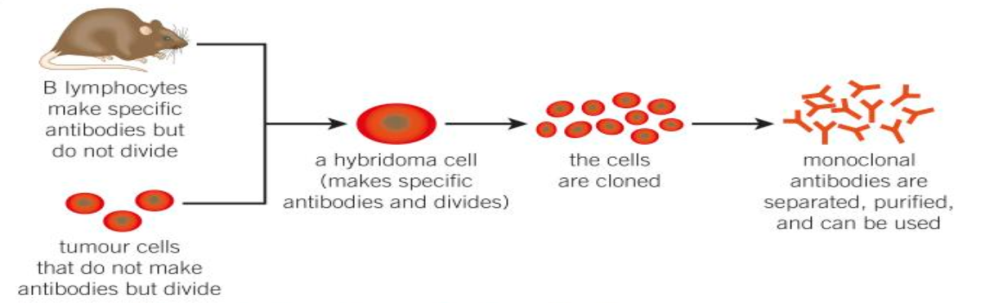 B lymphocytes
make specific
antibodies but
do not divide
tumour cells
that do not make
antibodies but divide
a hybridoma cell
(makes specific
antibodies and divides)
the cells
are cloned
monoclonal
antibodies are
separated, purified,
and can be used